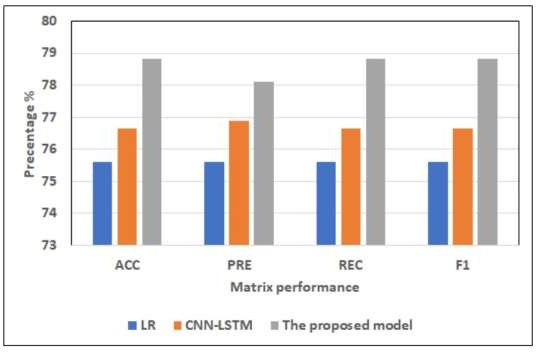 80
79
78
77
76
75
74
73
Precentage %
ACC PRE REC F1
Matrix performance
LR CNN-LSTM The proposed model